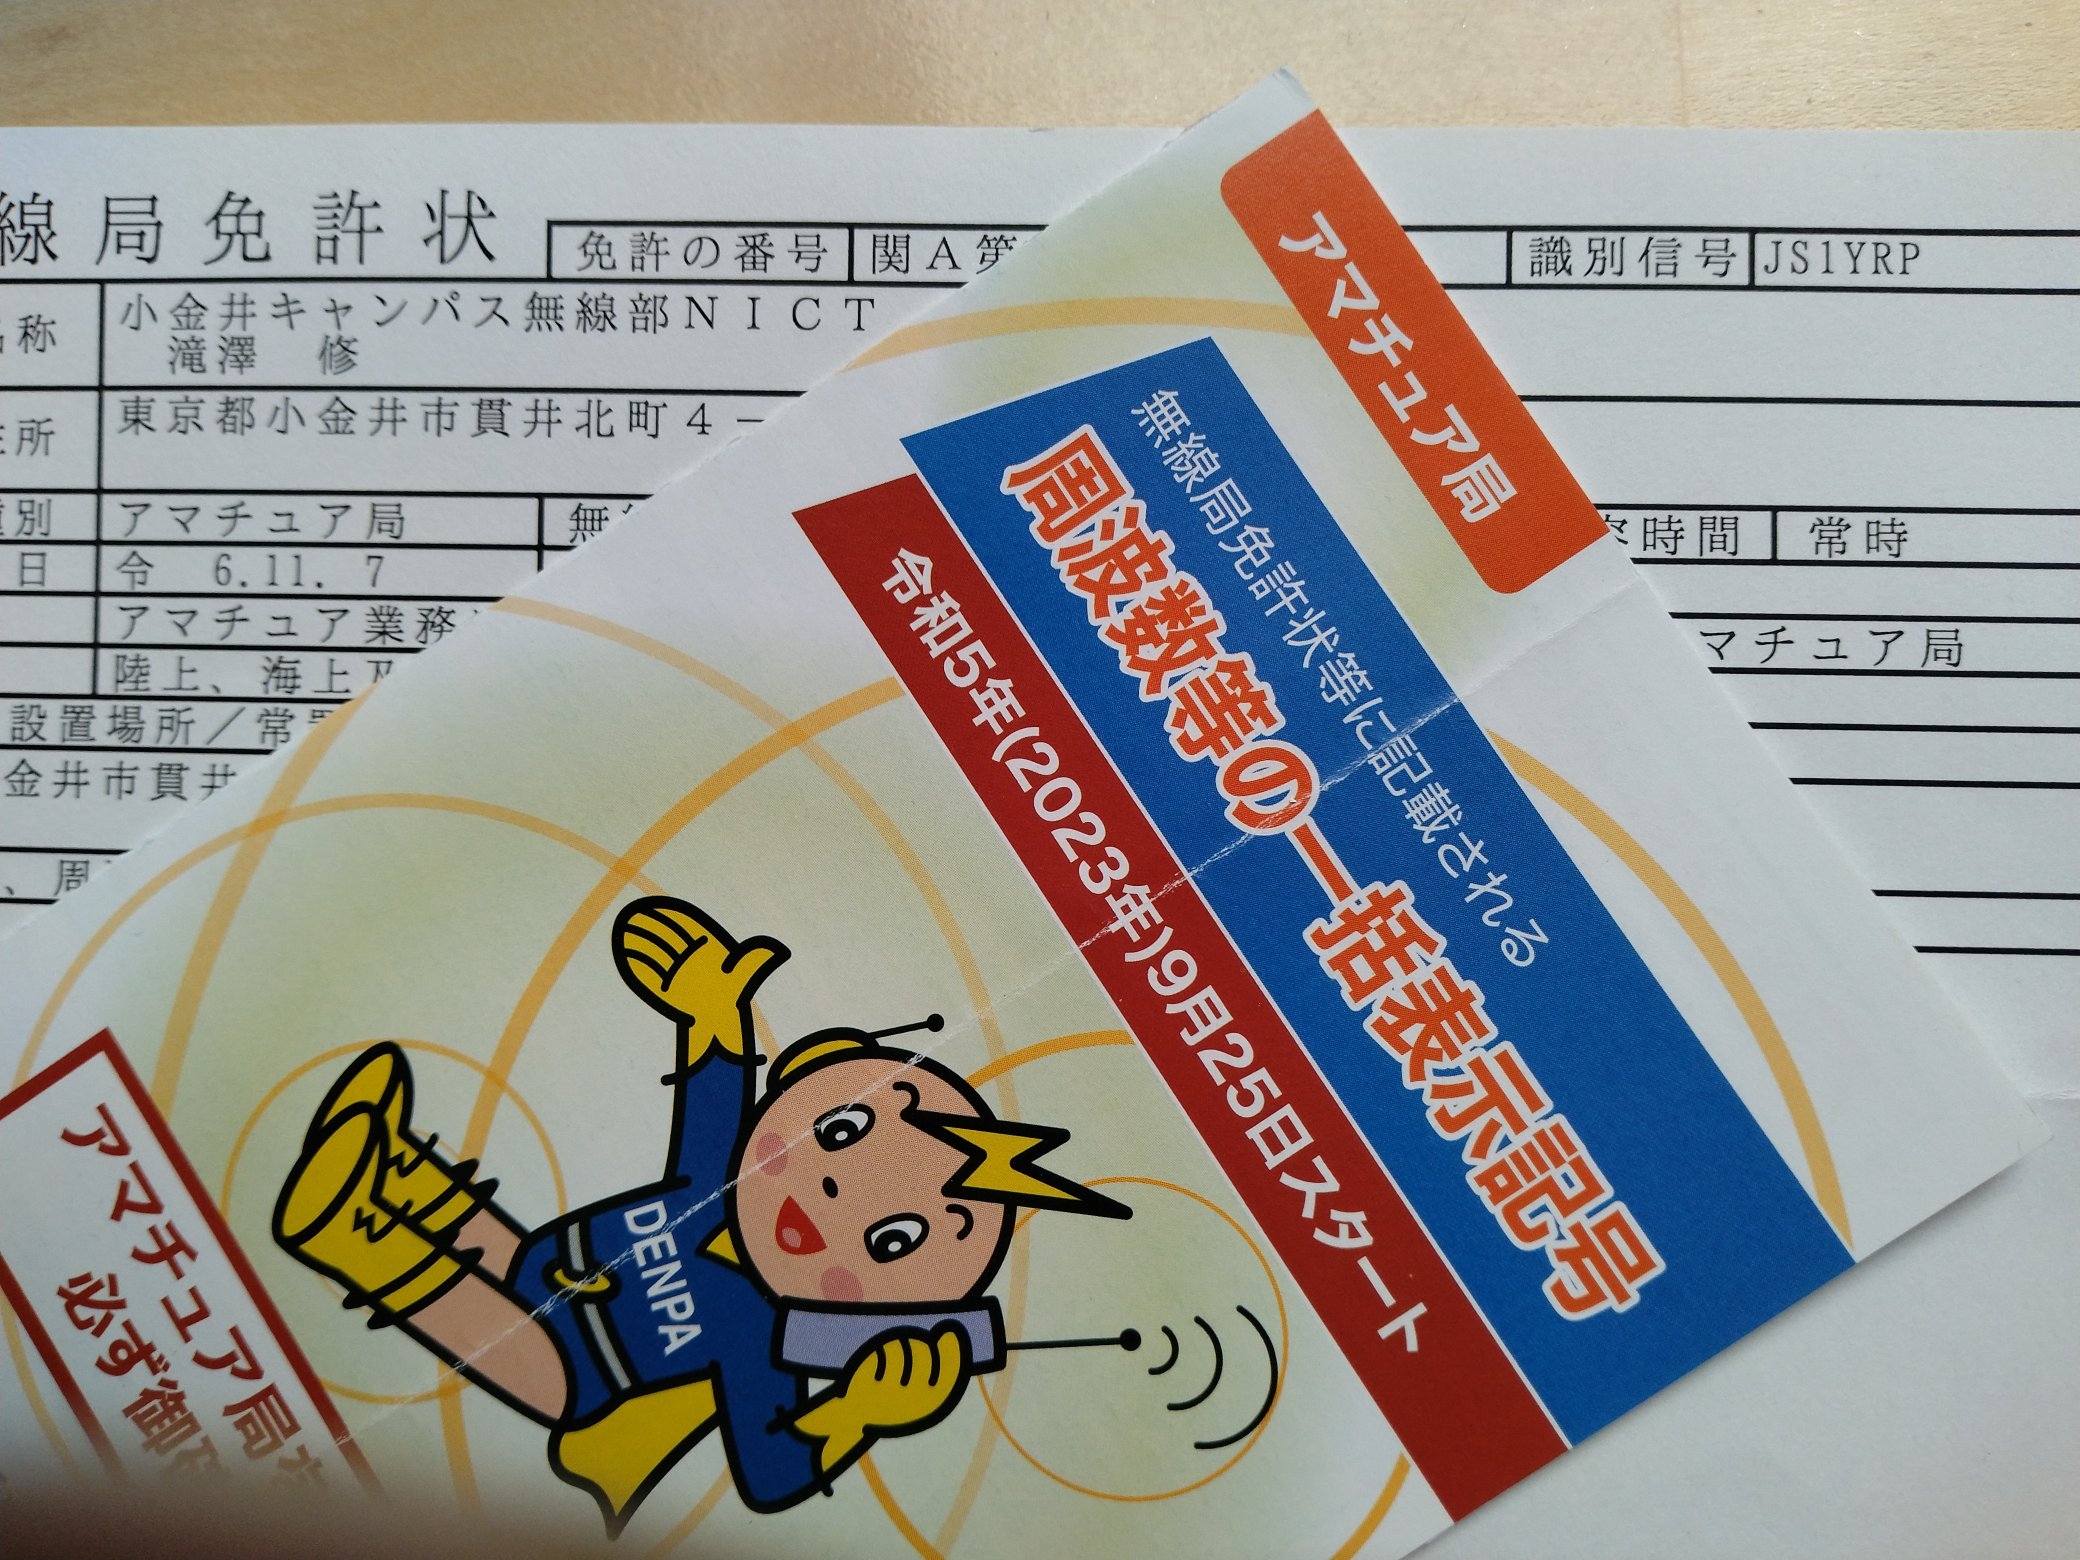 線局免許状
免許の番号 関A第
識別信号 JS1YRP
称 小金井キャンパス無線部NICT
滝澤 修
所 東京都小金井市貫井北町4-
別 アマチュア局 無
時間 常時
日 令 6.11. 7
アマチュア業務
マチュア局
陸上、海上及
設置場所/常置
金井市貫井
、周
アマチュア局
無線局免許状等に記載される
周波数等の一括表示記号
令和5年(2023年)9月25日スタート
DENPA
アマチュア局
必ず御